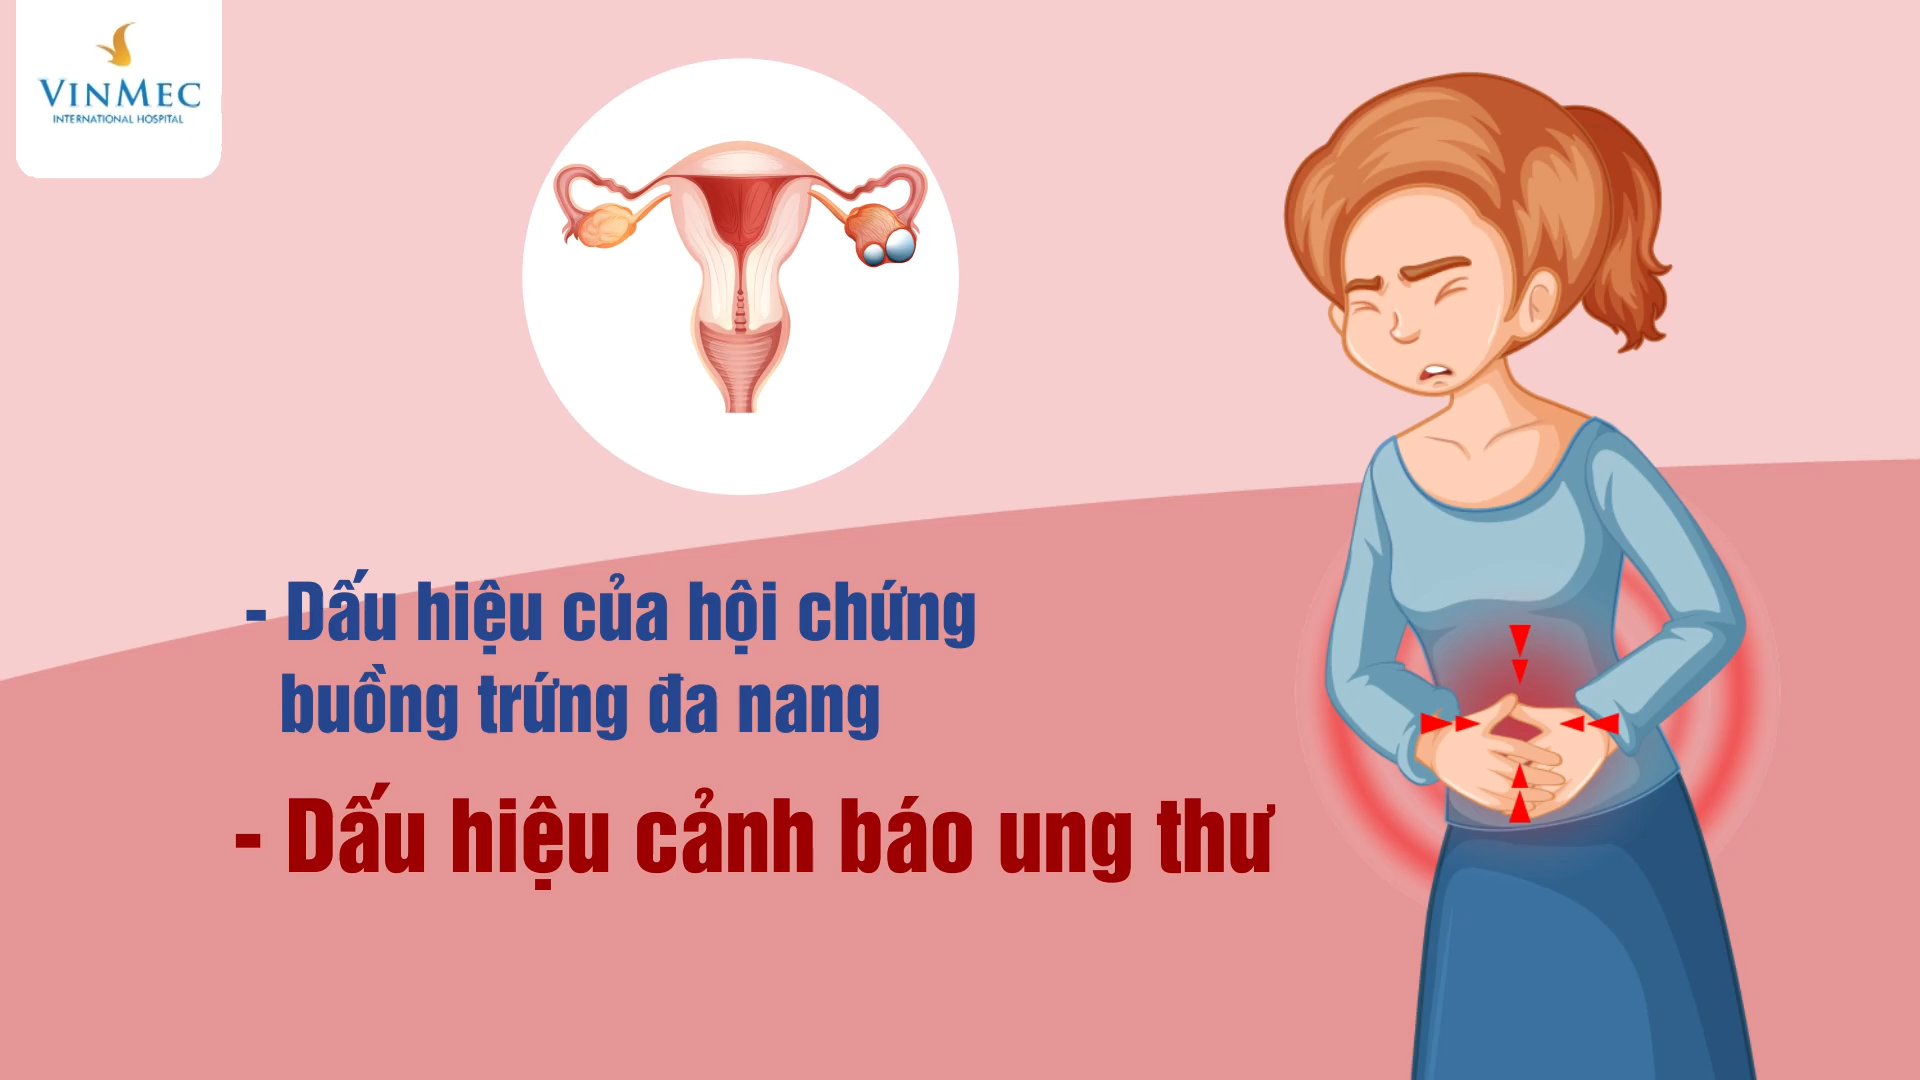 VINMEC
INTERNATIONAL HOSPITAL
- Dấu hiệu của hội chứng
buồng trứng đa nang
- Dấu hiệu cảnh báo ung thư